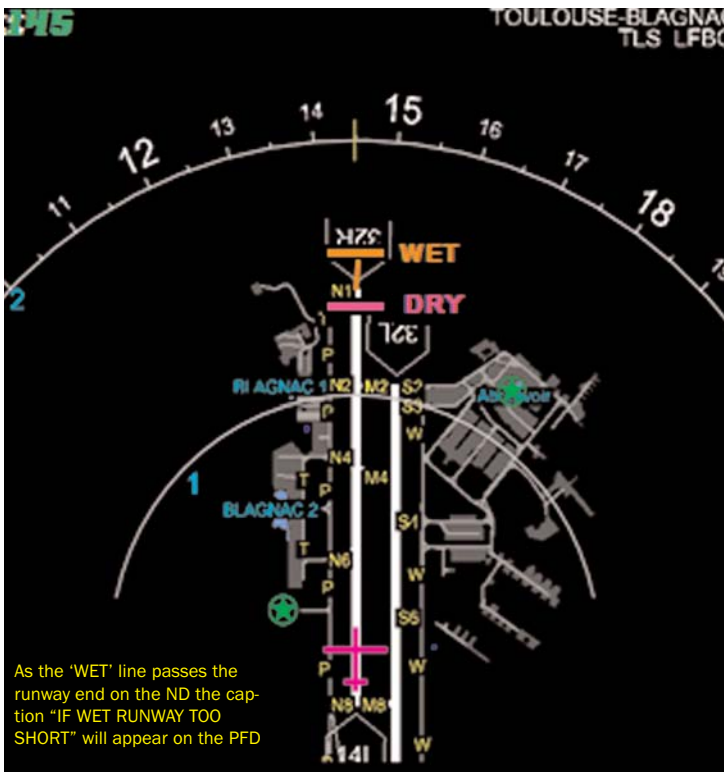 145
TOULOUSE-BLAGNAC
TLS LFBO
14
15
13
16
12
17
11
18
32R
WET
2
N1
DRY
32L
P
BLAGNAC 1
N2
M2
S2
S3
P
W
N4
1
T
M4
P
BLAGNAC 2
S4
T
N6
W
P
S6
P
W
N8
M8
W
14L
As the ‘WET’ line passes the
runway end on the ND the cap-
tion “IF WET RUNWAY TOO
SHORT” will appear on the PFD